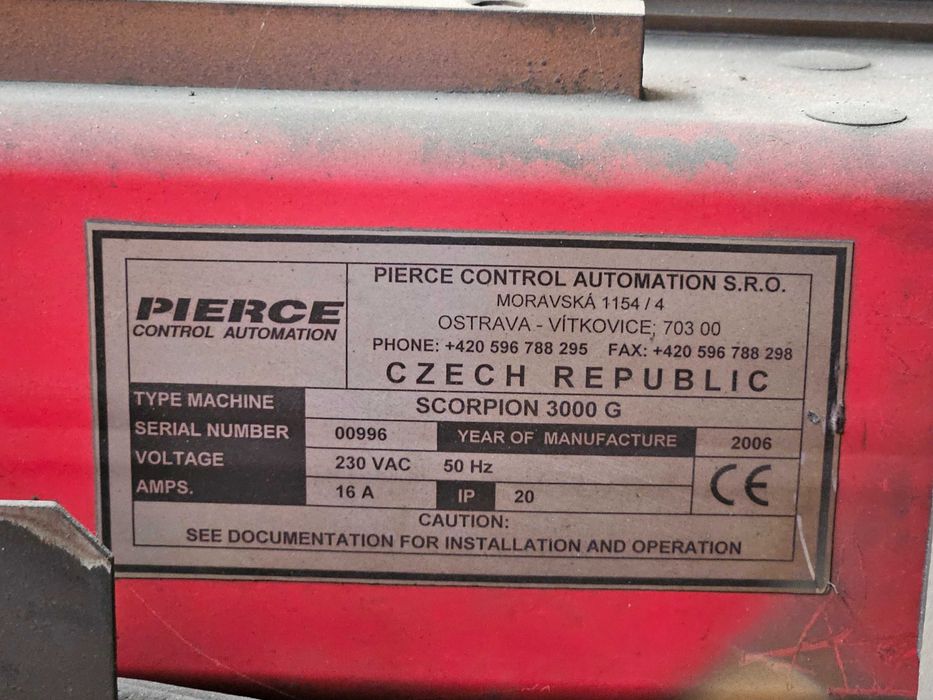 PIERCE
CONTROL AUTOMATION
PIERCE CONTROL AUTOMATION S.R.O.
MORAVSKÁ 1154 / 4
OSTRAVA - VÍTKOVICE; 703 00
PHONE: +420 596 788 295 FAX: +420 596 788 298
CZECH REPUBLIC
TYPE MACHINE SCORPION 3000 G
SERIAL NUMBER 00996 YEAR OF MANUFACTURE 2006
VOLTAGE 230 VAC 50 Hz
AMPS. 16 A IP 20 CE
CAUTION:
SEE DOCUMENTATION FOR INSTALLATION AND OPERATION